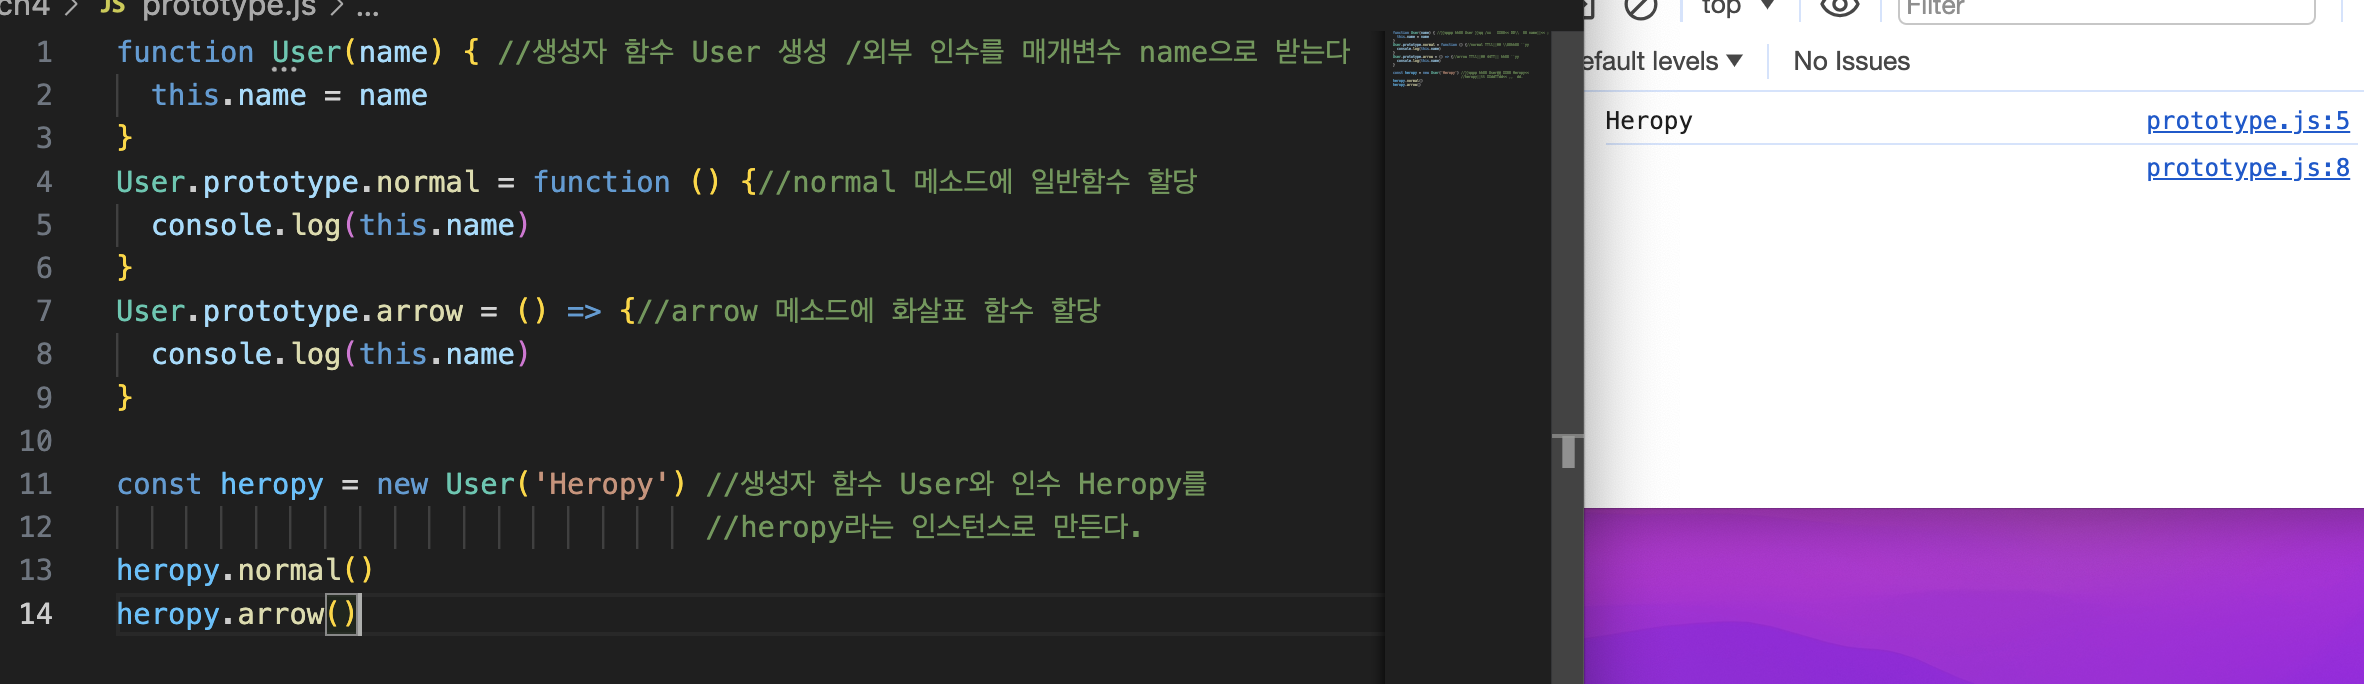 ch4 > JS prototype.js > ...
1 function User(name) { //생성자 함수 User 생성 /외부 인수를 매개변수 name으로 받는다
2 this.name = name
3 }
4 User.prototype.normal = function () {//normal 메소드에 일반함수 할당
5 console.log(this.name)
6 }
7 User.prototype.arrow = () => {//arrow 메소드에 화살표 함수 할당
8 console.log(this.name)
9 }
10
11 const heropy = new User('Heropy') //생성자 함수 User와 인수 Heropy를
12 //heropy라는 인스턴스로 만든다.
13 heropy.normal()
14 heropy.arrow()
top ▼ Filter
efault levels ▼ No Issues
Heropy prototype.js:5
prototype.js:8